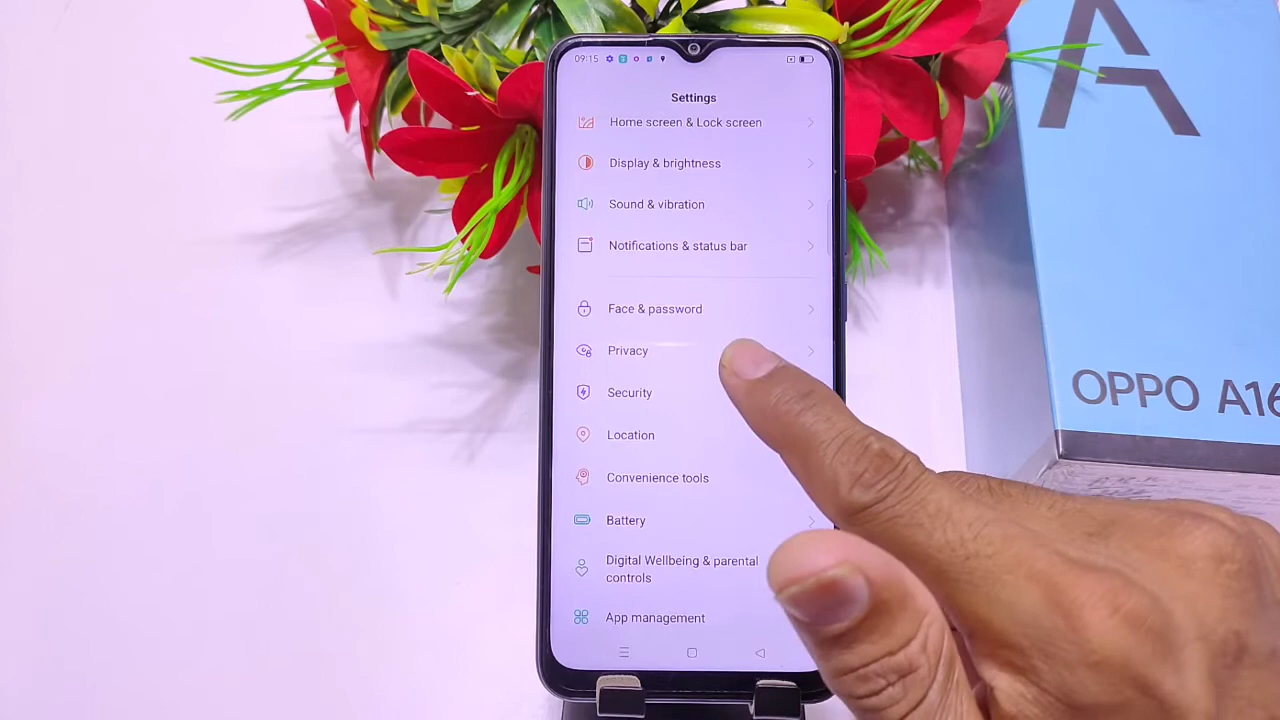 09:15
Settings
Home screen & Lock screen
Display & brightness
Sound & vibration
Notifications & status bar
Face & password
Privacy
Security
Location
Convenience tools
Battery
Digital Wellbeing & parental
controls
App management
A
OPPO A16